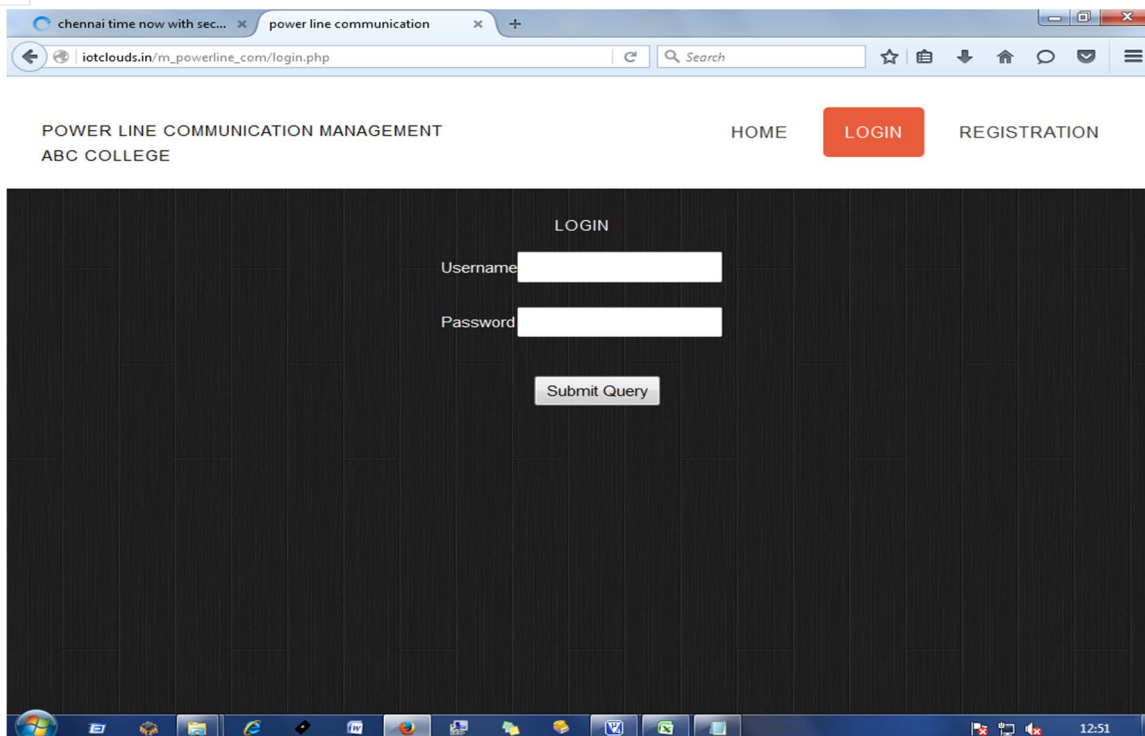 chennai time now with sec...
power line communication
iotclouds.in/m_powerline_com/login.php
Search
POWER LINE COMMUNICATION MANAGEMENT
ABC COLLEGE
HOME
LOGIN
REGISTRATION
LOGIN
Username
Password
Submit Query
12:51